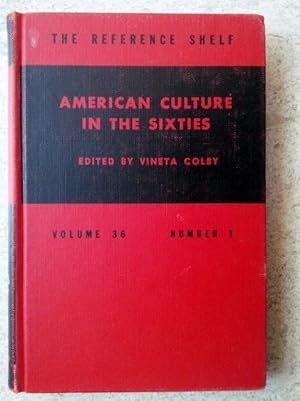 THE REFERENCE SHELF
AMERICAN CULTURE
IN THE SIXTIES
EDITED BY VINETA COLBY
VOLUME 36 NUMBER 1